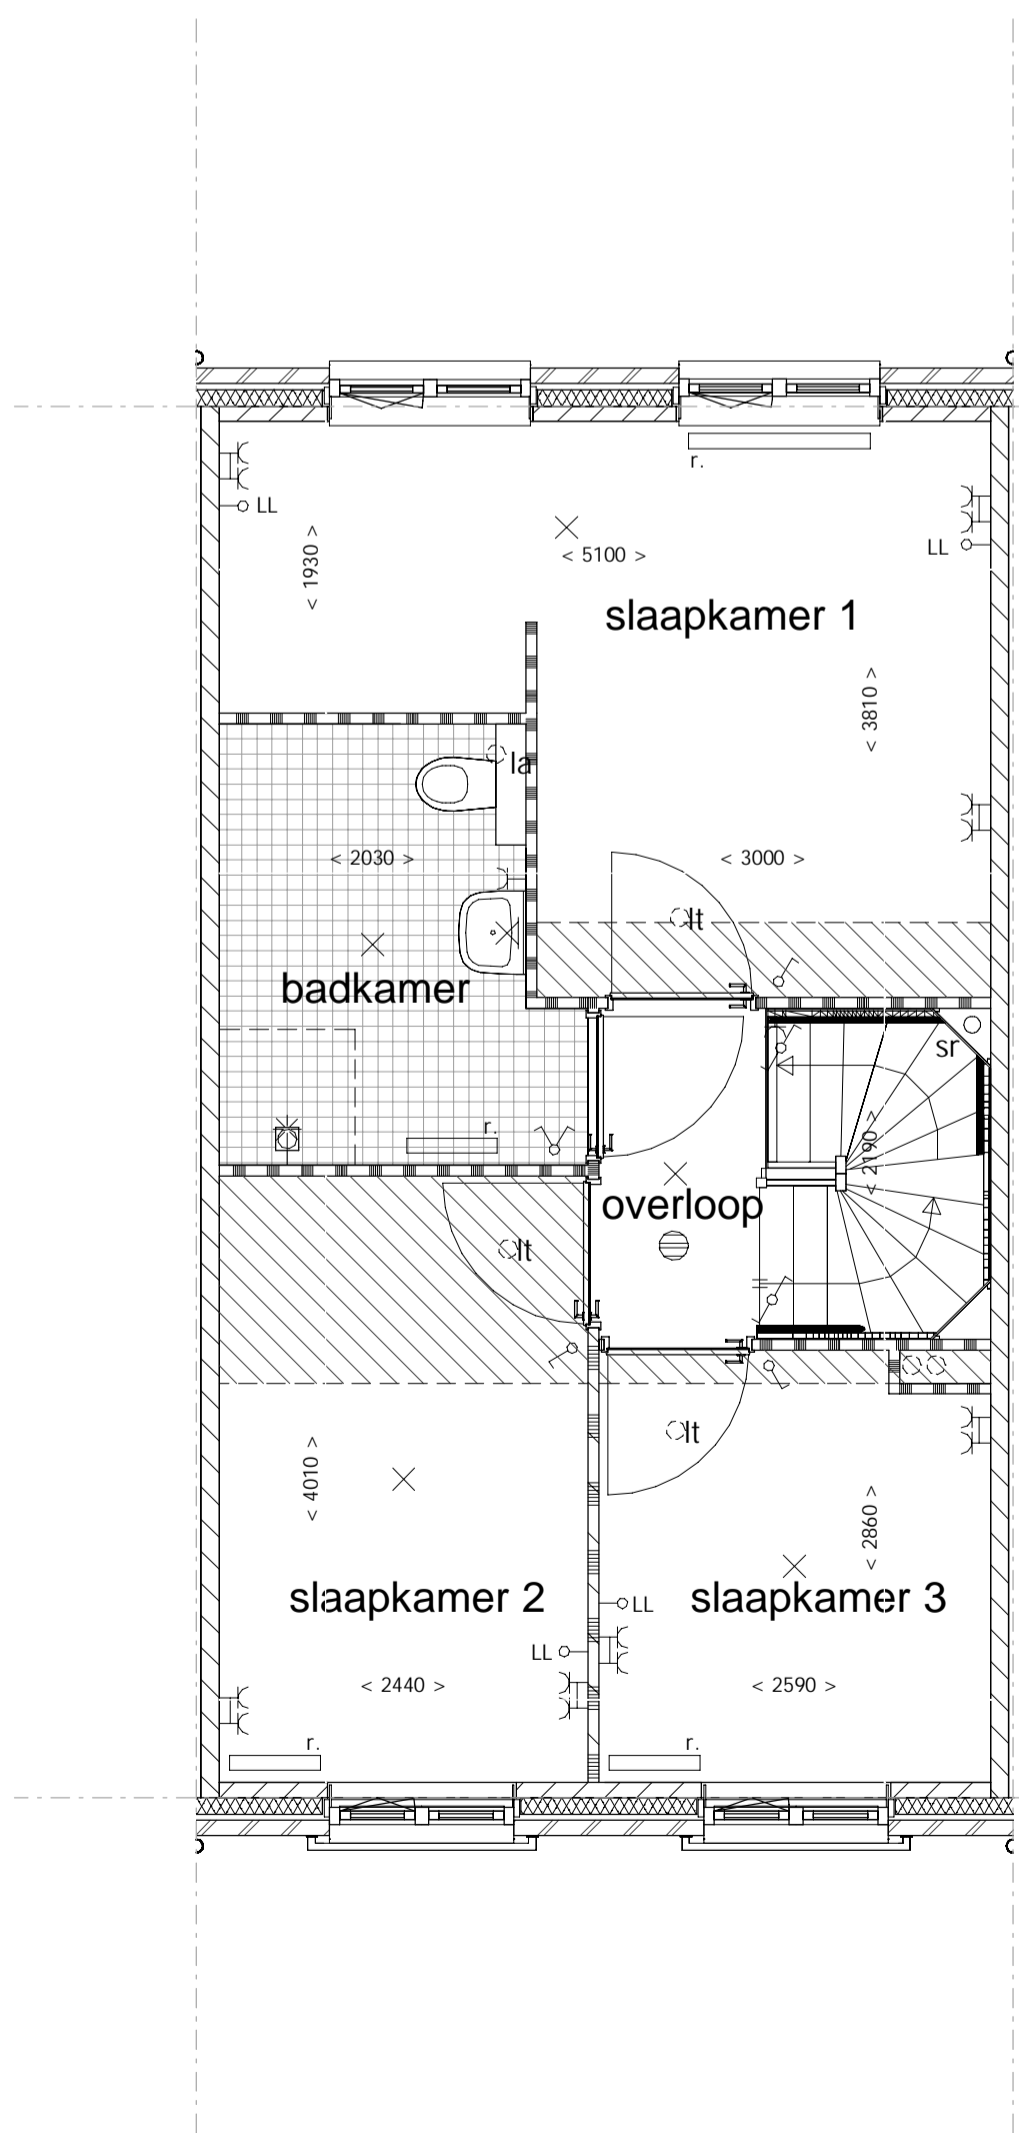 r.
LL
LL
< 1930 >
< 5100 >
slaapkamer 1
< 3810 >
la
< 2030 >
< 3000 >
lt
badkamer
sr
r.
< 2190 >
overloop
lt
lt
< 4010 >
< 2860 >
slaapkamer 2
slaapkamer 3
LL
LL
< 2440 >
< 2590 >
r.
r.